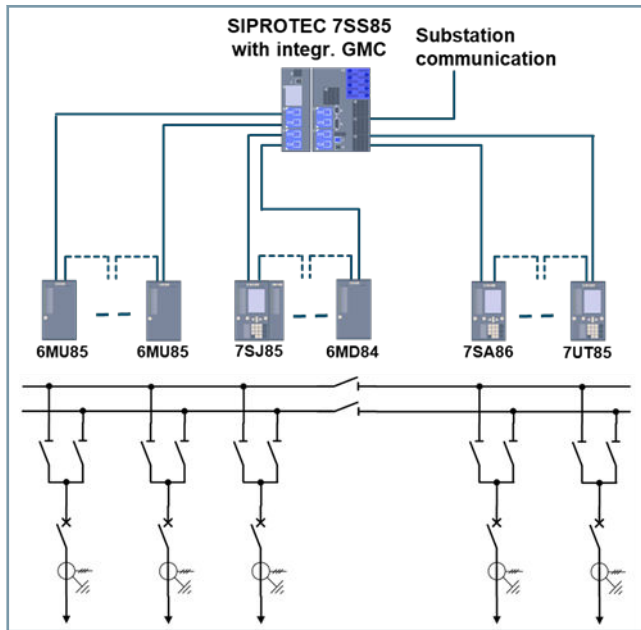 SIPROTEC 7SS85
with integr. GMC
Substation
communication
6MU85
6MU85
7SJ85
6MD84
7SA86
7UT85